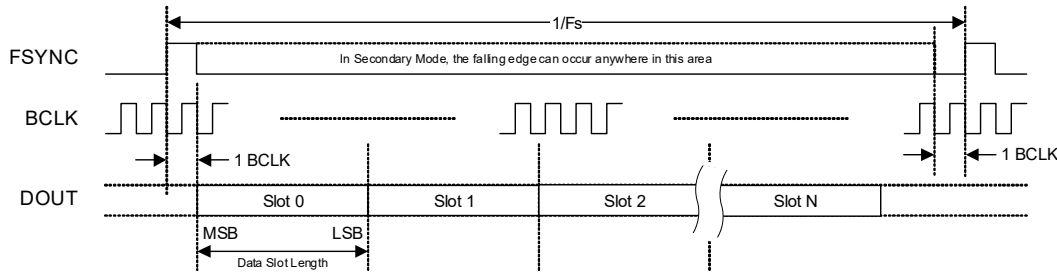 1/Fs
FSYNC
In Secondary Mode, the falling edge can occur anywhere in this area
BCLK
1 BCLK
1 BCLK
DOUT
Slot 0
Slot 1
Slot 2
Slot N
MSB
LSB
Data Slot Length